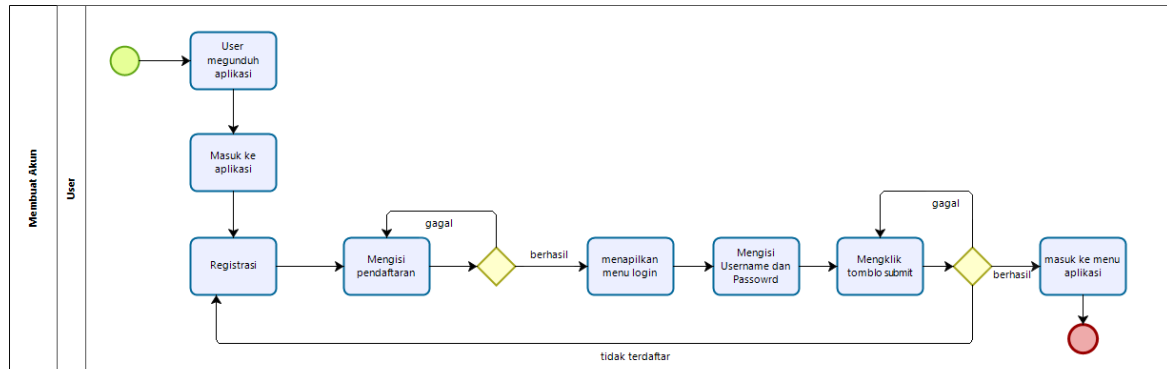 Membuat Akun
User
User
megunduh
aplikasi
Masuk ke
aplikasi
Registrasi
Mengisi
pendaftaran
gagal
berhasil
menapilkan
menu login
Mengisi
Username dan
Passowrd
Mengklik
tomblo submit
gagal
berhasil
masuk ke menu
aplikasi
tidak terdaftar